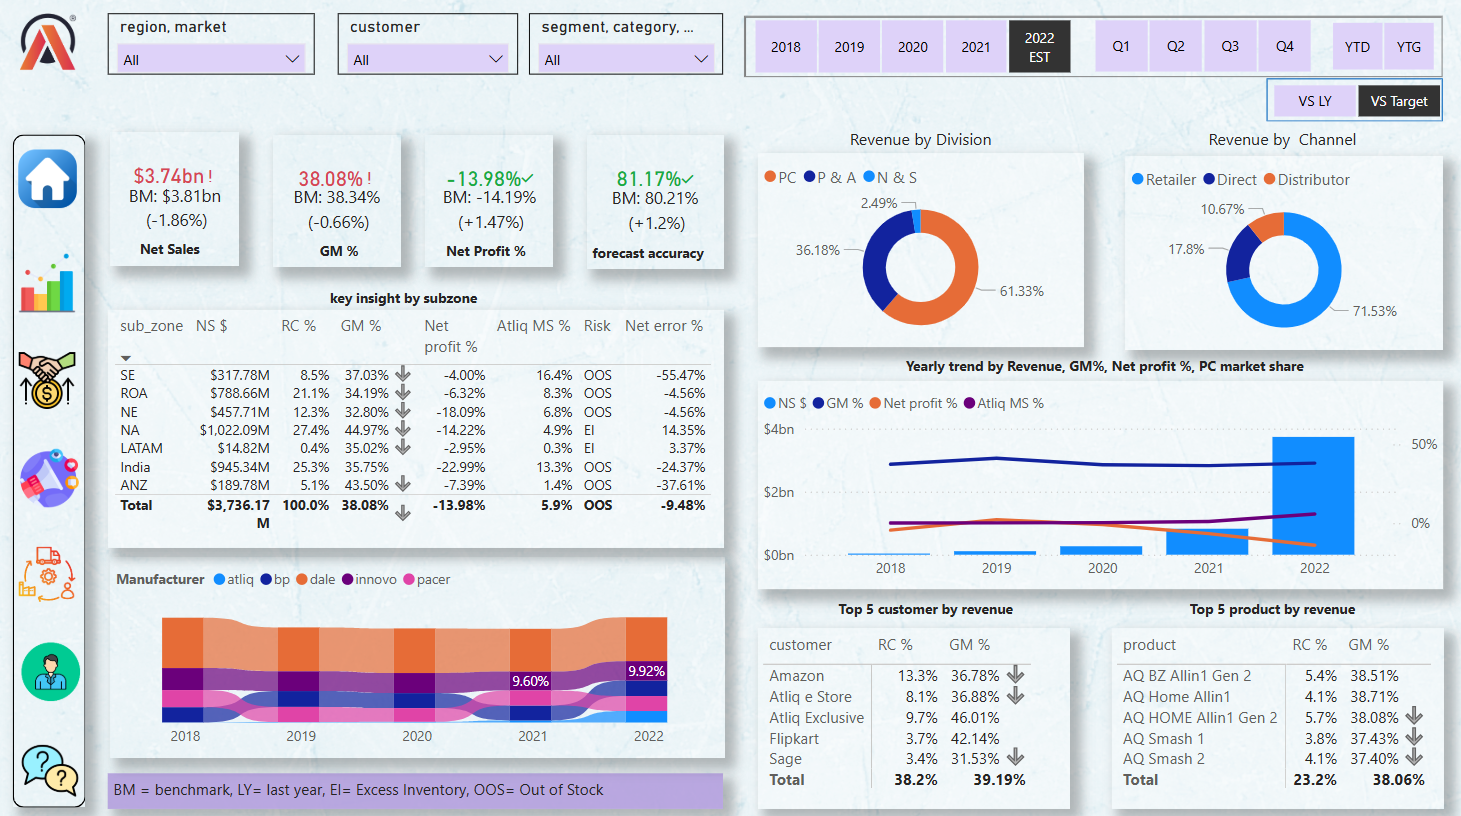 region, market
All
customer
All
segment, category, ...
All
2018
2019
2020
2021
2022
EST
Q1
Q2
Q3
Q4
YTD
YTG
VS LY
VS Target
$3.74bn !
BM: $3.81bn
(-1.86%)
Net Sales
38.08% !
BM: 38.34%
(-0.66%)
GM %
-13.98%✓
BM: -14.19%
(+1.47%)
Net Profit %
81.17%✓
BM: 80.21%
(+1.2%)
forecast accuracy
Revenue by Division
PC P & A N & S
2.49%
36.18%
61.33%
Revenue by Channel
Retailer Direct Distributor
10.67%
17.8%
71.53%
key insight by subzone
sub_zone NS $ RC % GM % Net profit % Atliq MS % Risk Net error %
SE $317.78M 8.5% 37.03% -4.00% 16.4% OOS -55.47%
ROA $788.66M 21.1% 34.19% -6.32% 8.3% OOS -4.56%
NE $457.71M 12.3% 32.80% -18.09% 6.8% OOS -4.56%
NA $1,022.09M 27.4% 44.97% -14.22% 4.9% EI 14.35%
LATAM $14.82M 0.4% 35.02% -2.95% 0.3% EI 3.37%
India $945.34M 25.3% 35.75% -22.99% 13.3% OOS -24.37%
ANZ $189.78M 5.1% 43.50% -7.39% 1.4% OOS -37.61%
Total $3,736.17 M 100.0% 38.08% -13.98% 5.9% OOS -9.48%
Yearly trend by Revenue, GM%, Net profit %, PC market share
NS $ GM % Net profit % Atliq MS %
$4bn
$2bn
$0bn
50%
0%
2018 2019 2020 2021 2022
Manufacturer atliq bp dale innovo pacer
9.60%
9.92%
2018 2019 2020 2021 2022
Top 5 customer by revenue
customer RC % GM %
Amazon 13.3% 36.78%
Atliq e Store 8.1% 36.88%
Atliq Exclusive 9.7% 46.01%
Flipkart 3.7% 42.14%
Sage 3.4% 31.53%
Total 38.2% 39.19%
Top 5 product by revenue
product RC % GM %
AQ BZ Allin1 Gen 2 5.4% 38.51%
AQ Home Allin1 4.1% 38.71%
AQ HOME Allin1 Gen 2 5.7% 38.08%
AQ Smash 1 3.8% 37.43%
AQ Smash 2 4.1% 37.40%
Total 23.2% 38.06%
BM = benchmark, LY= last year, EI= Excess Inventory, OOS= Out of Stock